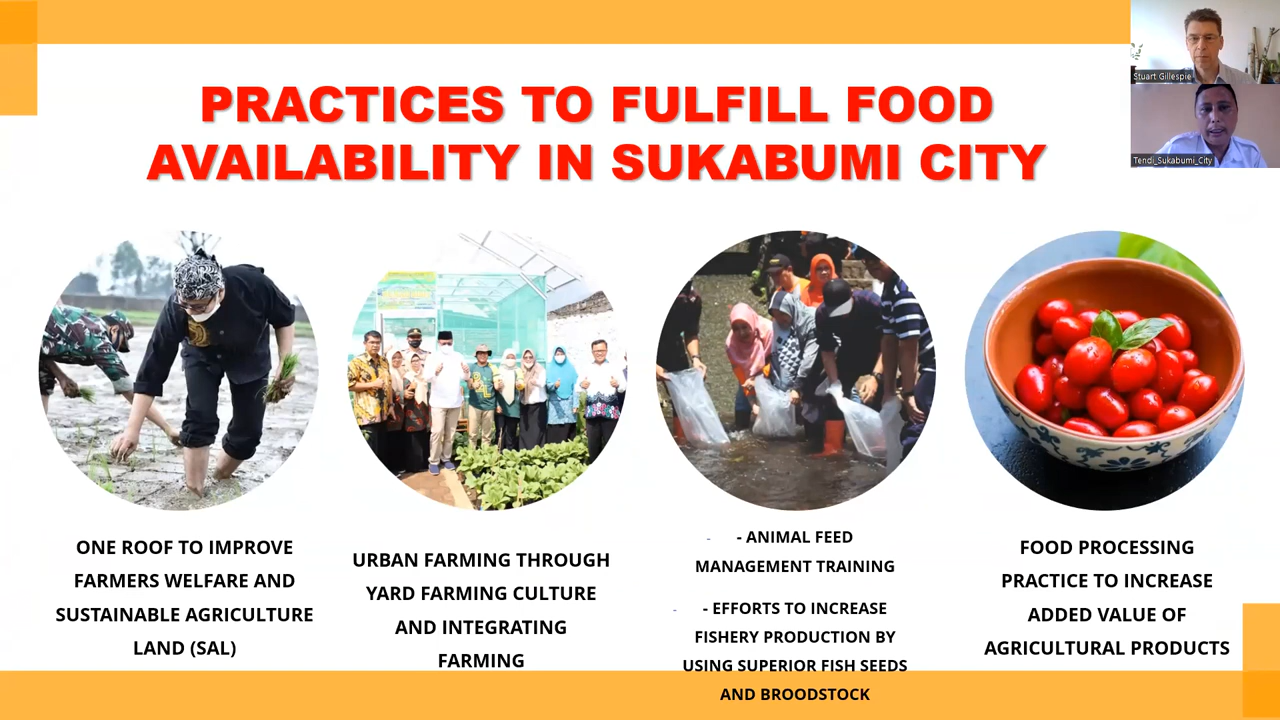 PRACTICES TO FULFILL FOOD
AVAILABILITY IN SUKABUMI CITY
Stuart Gillespie
Tendi_Sukabumi_City
ONE ROOF TO IMPROVE
FARMERS WELFARE AND
SUSTAINABLE AGRICULTURE
LAND (SAL)
URBAN FARMING THROUGH
YARD FARMING CULTURE
AND INTEGRATING
FARMING
- - ANIMAL FEED
MANAGEMENT TRAINING
- - EFFORTS TO INCREASE
FISHERY PRODUCTION BY
USING SUPERIOR FISH SEEDS
AND BROODSTOCK
FOOD PROCESSING
PRACTICE TO INCREASE
ADDED VALUE OF
AGRICULTURAL PRODUCTS